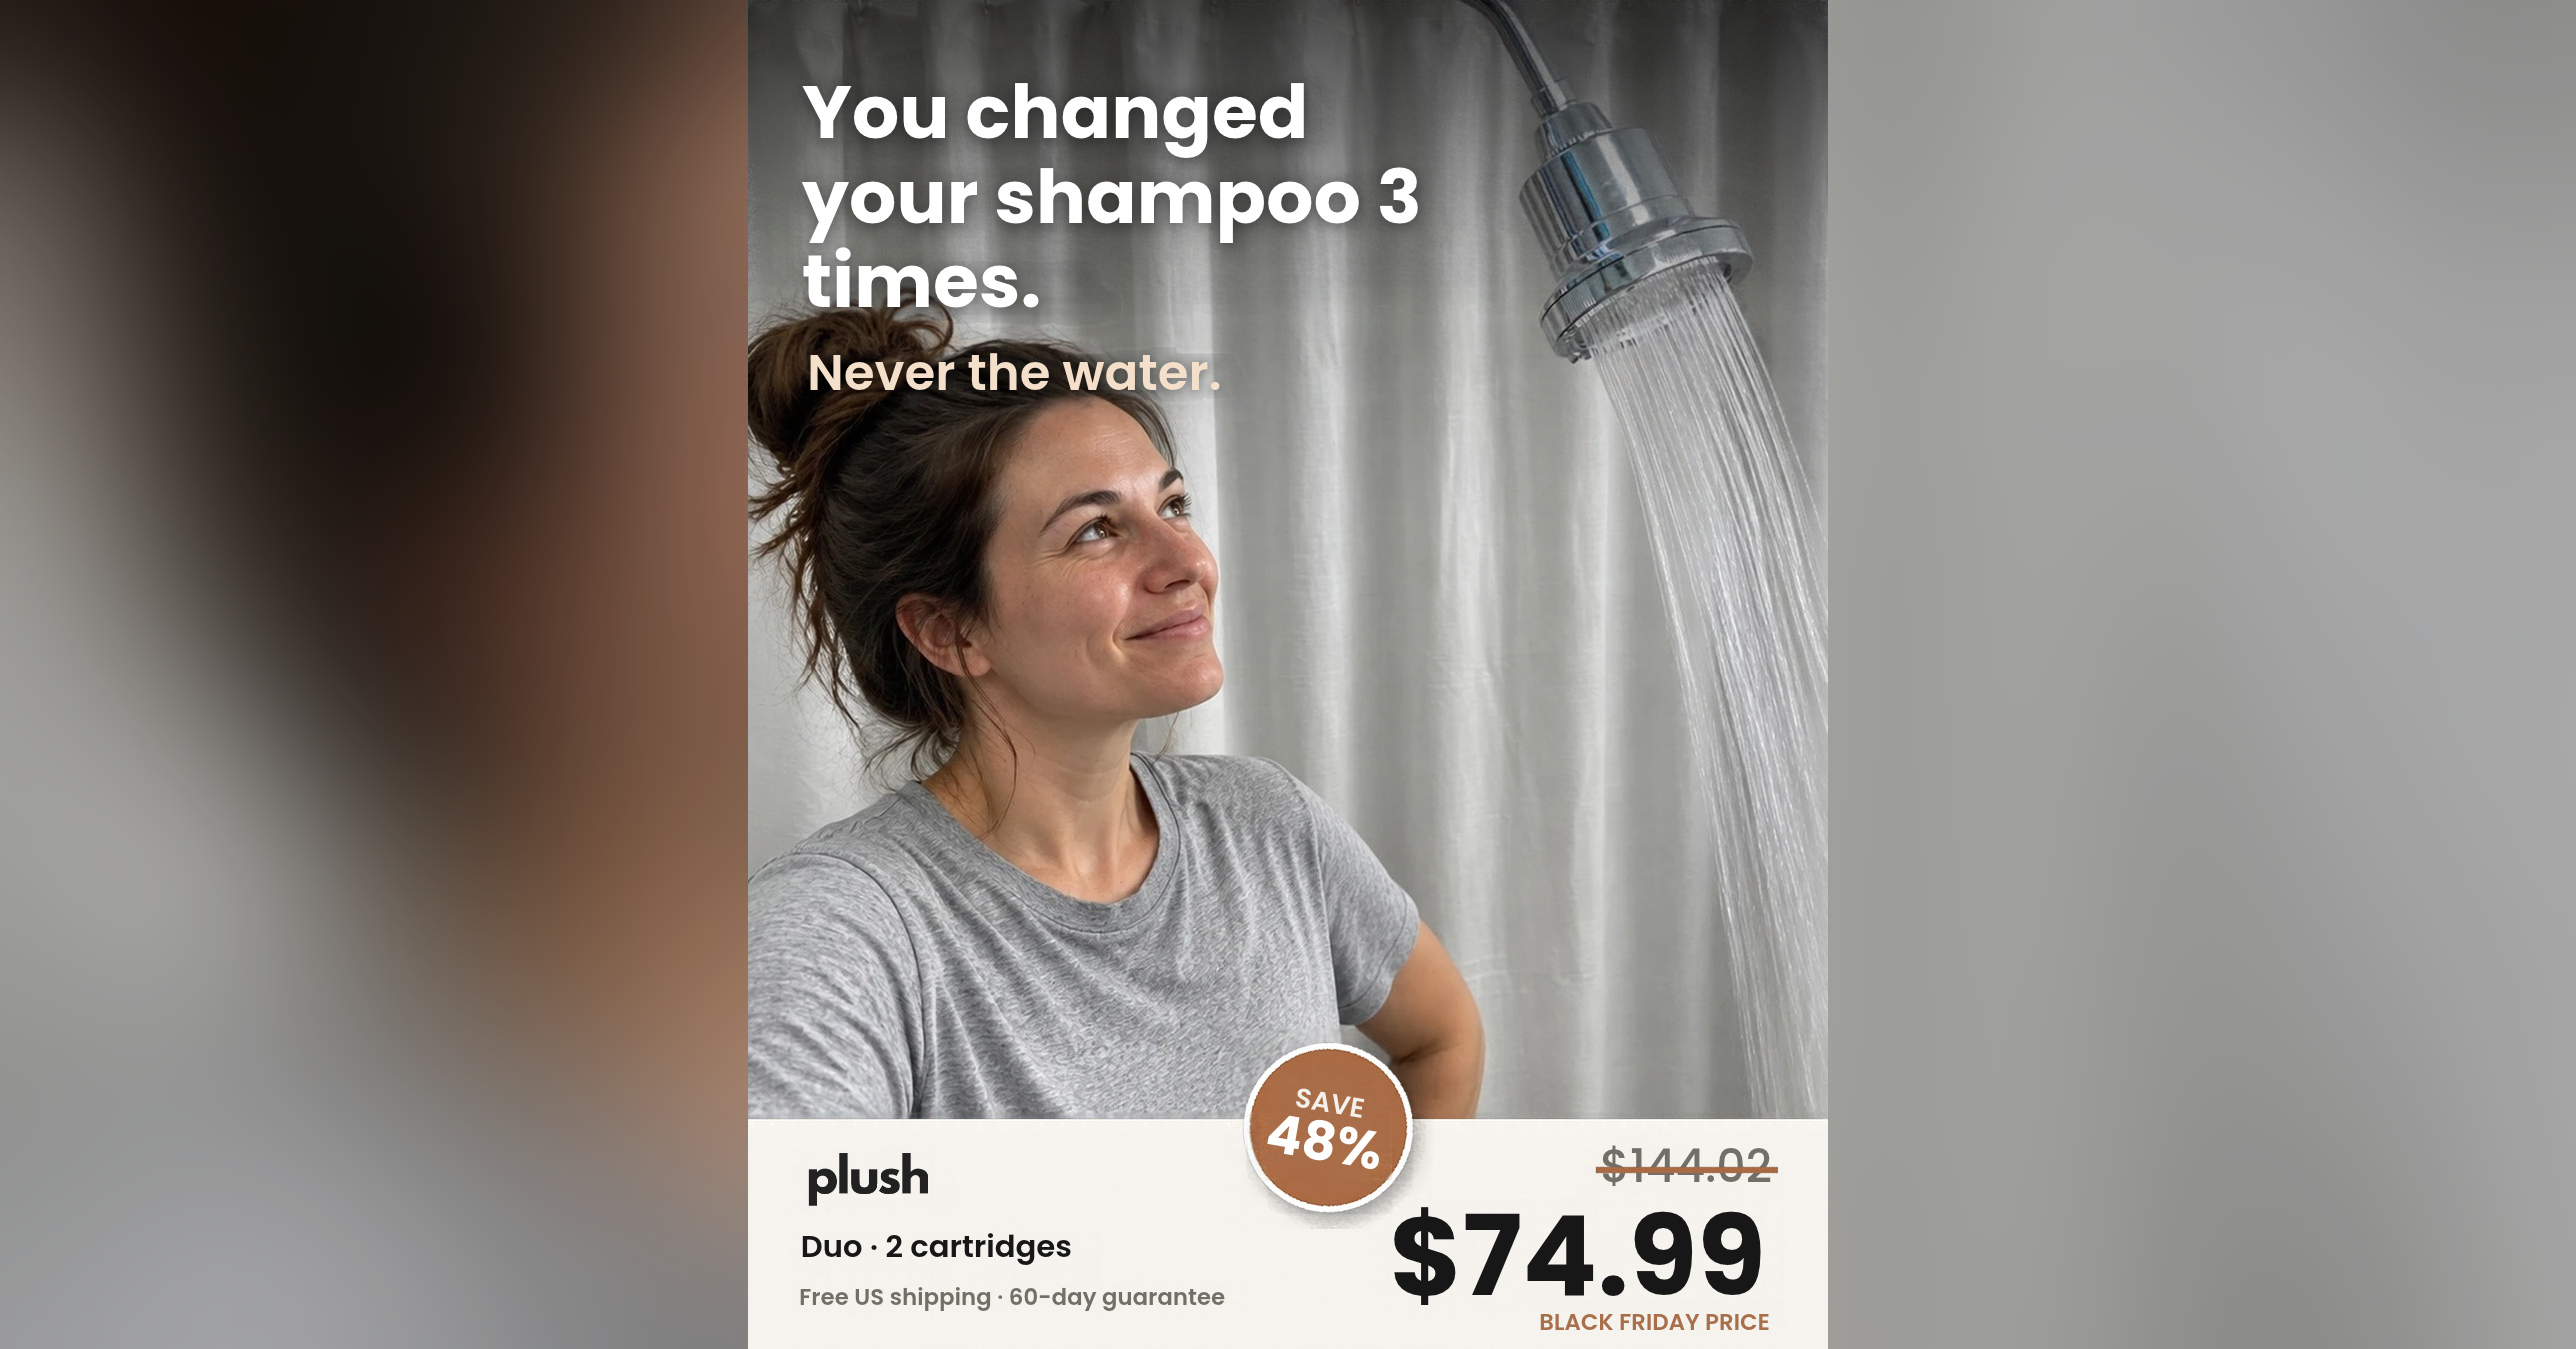 You changed
your shampoo 3
times.
Never the water.
SAVE
48%
plush
Duo · 2 cartridges
Free US shipping · 60-day guarantee
$144.02
$74.99
BLACK FRIDAY PRICE